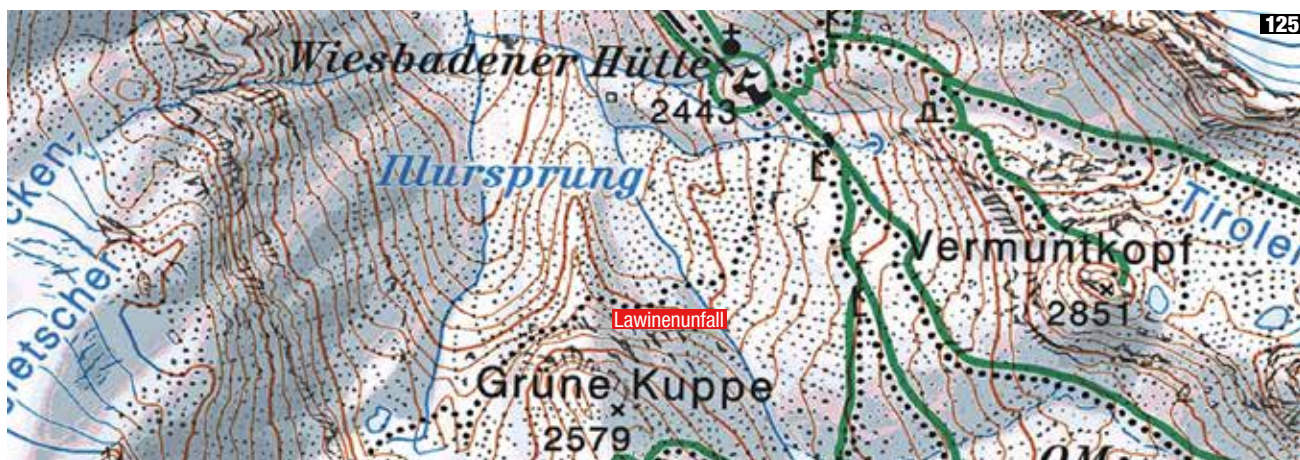 125
Wiesbadener Hütte
2443
Illursprung
Tiroler
Vermuntkopf
2851
Lawinenunfall
Grüne Kuppe
2579